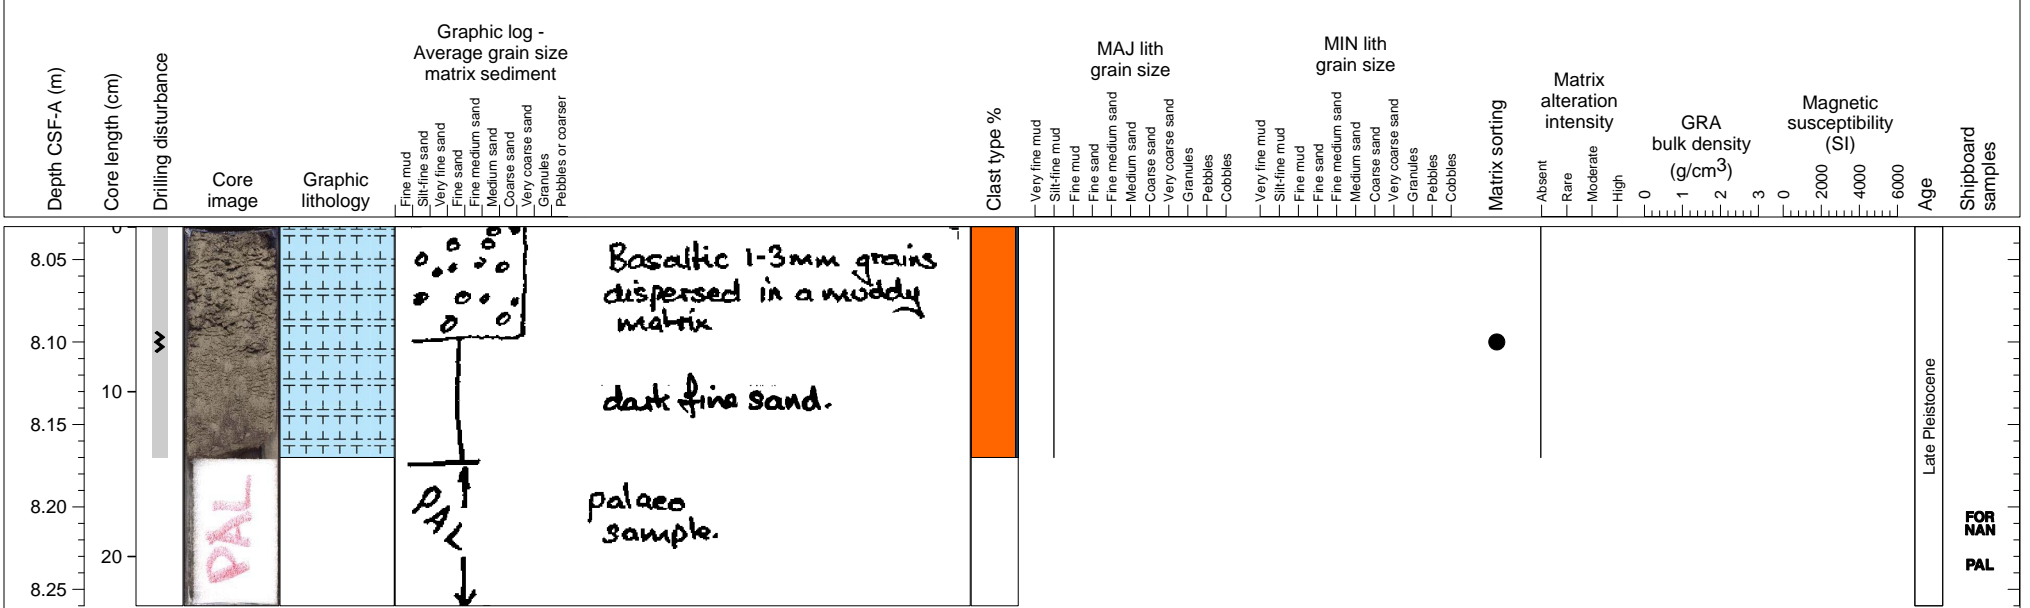 Depth CSF-A (m)
Core length (cm)
Drilling disturbance
Core
image
Graphic
lithology
Graphic log -
Average grain size
matrix sediment
Fine mud
Silt-fine sand
Very fine sand
Fine sand
Fine medium sand
Medium sand
Coarse sand
Very coarse sand
Granules
Pebbles or coarser
Clast type %
MAJ lith
grain size
Very fine mud
Silt-fine mud
Fine mud
Fine sand
Fine medium sand
Medium sand
Coarse sand
Very coarse sand
Granules
Pebbles
Cobbles
MIN lith
grain size
Very fine mud
Silt-fine mud
Fine mud
Fine sand
Fine medium sand
Medium sand
Coarse sand
Very coarse sand
Granules
Pebbles
Cobbles
Matrix sorting
Matrix
alteration
intensity
Absent
Rare
Moderate
High
GRA
bulk density
(g/cm3)
0
1
2
3
Magnetic
susceptibility
(SI)
0
2000
4000
6000
Age
Shipboard
samples
8.05
8.10
8.15
8.20
8.25
0
10
20
PAL
Basaltic 1-3mm grains
dispersed in a muddy
matrix
dark fine sand.
PAL
palaeo
sample.
Late Pleistocene
FOR
NAN
PAL